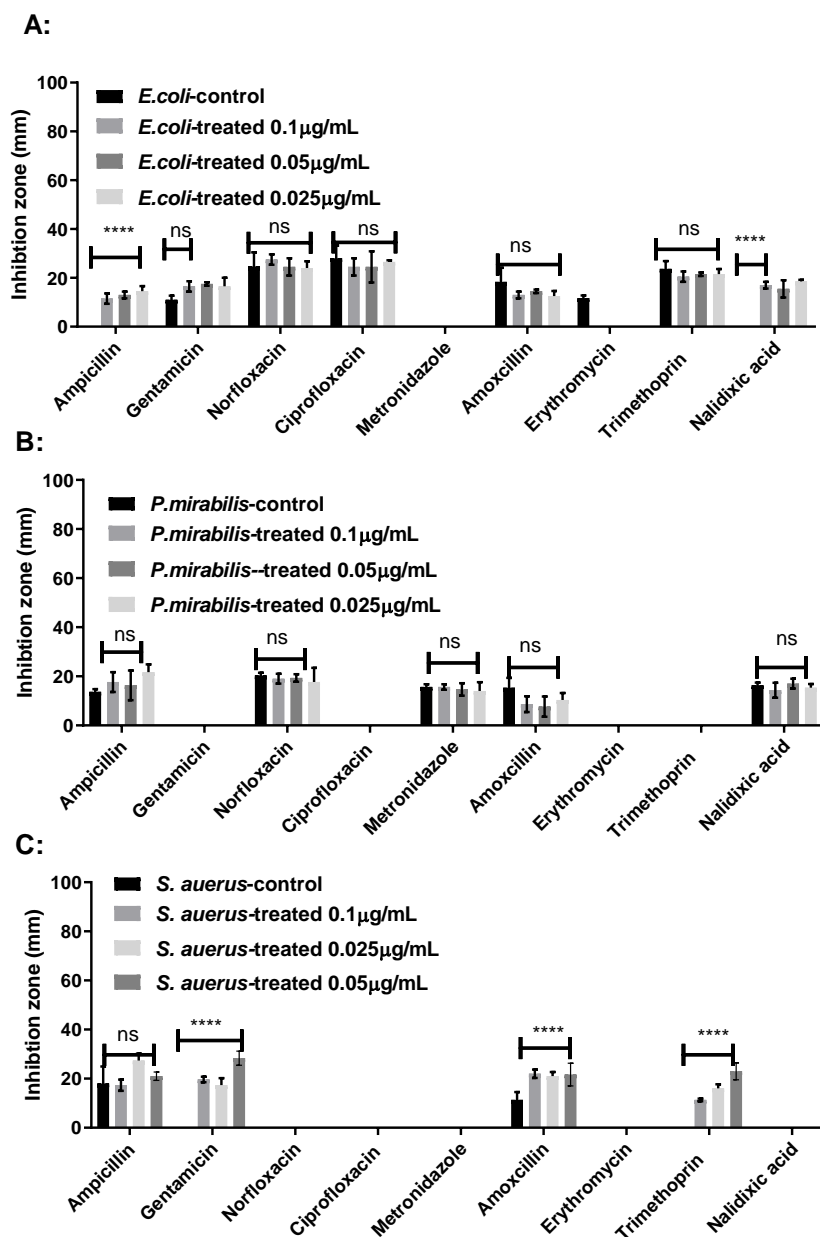 A:
Inhibtion zone (mm)
100
80
60
40
20
0
E.coli-control
E.coli-treated 0.1µg/mL
E.coli-treated 0.05µg/mL
E.coli-treated 0.025µg/mL
**** ns ns ns ns ns ****
Ampicillin Gentamicin Norfloxacin Ciprofloxacin Metronidazole Amoxcillin Erythromycin Trimethoprin Nalidixic acid
B:
Inhibtion zone (mm)
100
80
60
40
20
0
P.mirabilis-control
P.mirabilis-treated 0.1µg/mL
P.mirabilis--treated 0.05µg/mL
P.mirabilis-treated 0.025µg/mL
ns ns ns ns ns
Ampicillin Gentamicin Norfloxacin Ciprofloxacin Metronidazole Amoxcillin Erythromycin Trimethoprin Nalidixic acid
C:
Inhibtion zone (mm)
100
80
60
40
20
0
S. auerus-control
S. auerus-treated 0.1µg/mL
S. auerus-treated 0.025µg/mL
S. auerus-treated 0.05µg/mL
ns **** **** ****
Ampicillin Gentamicin Norfloxacin Ciprofloxacin Metronidazole Amoxcillin Erythromycin Trimethoprin Nalidixic acid